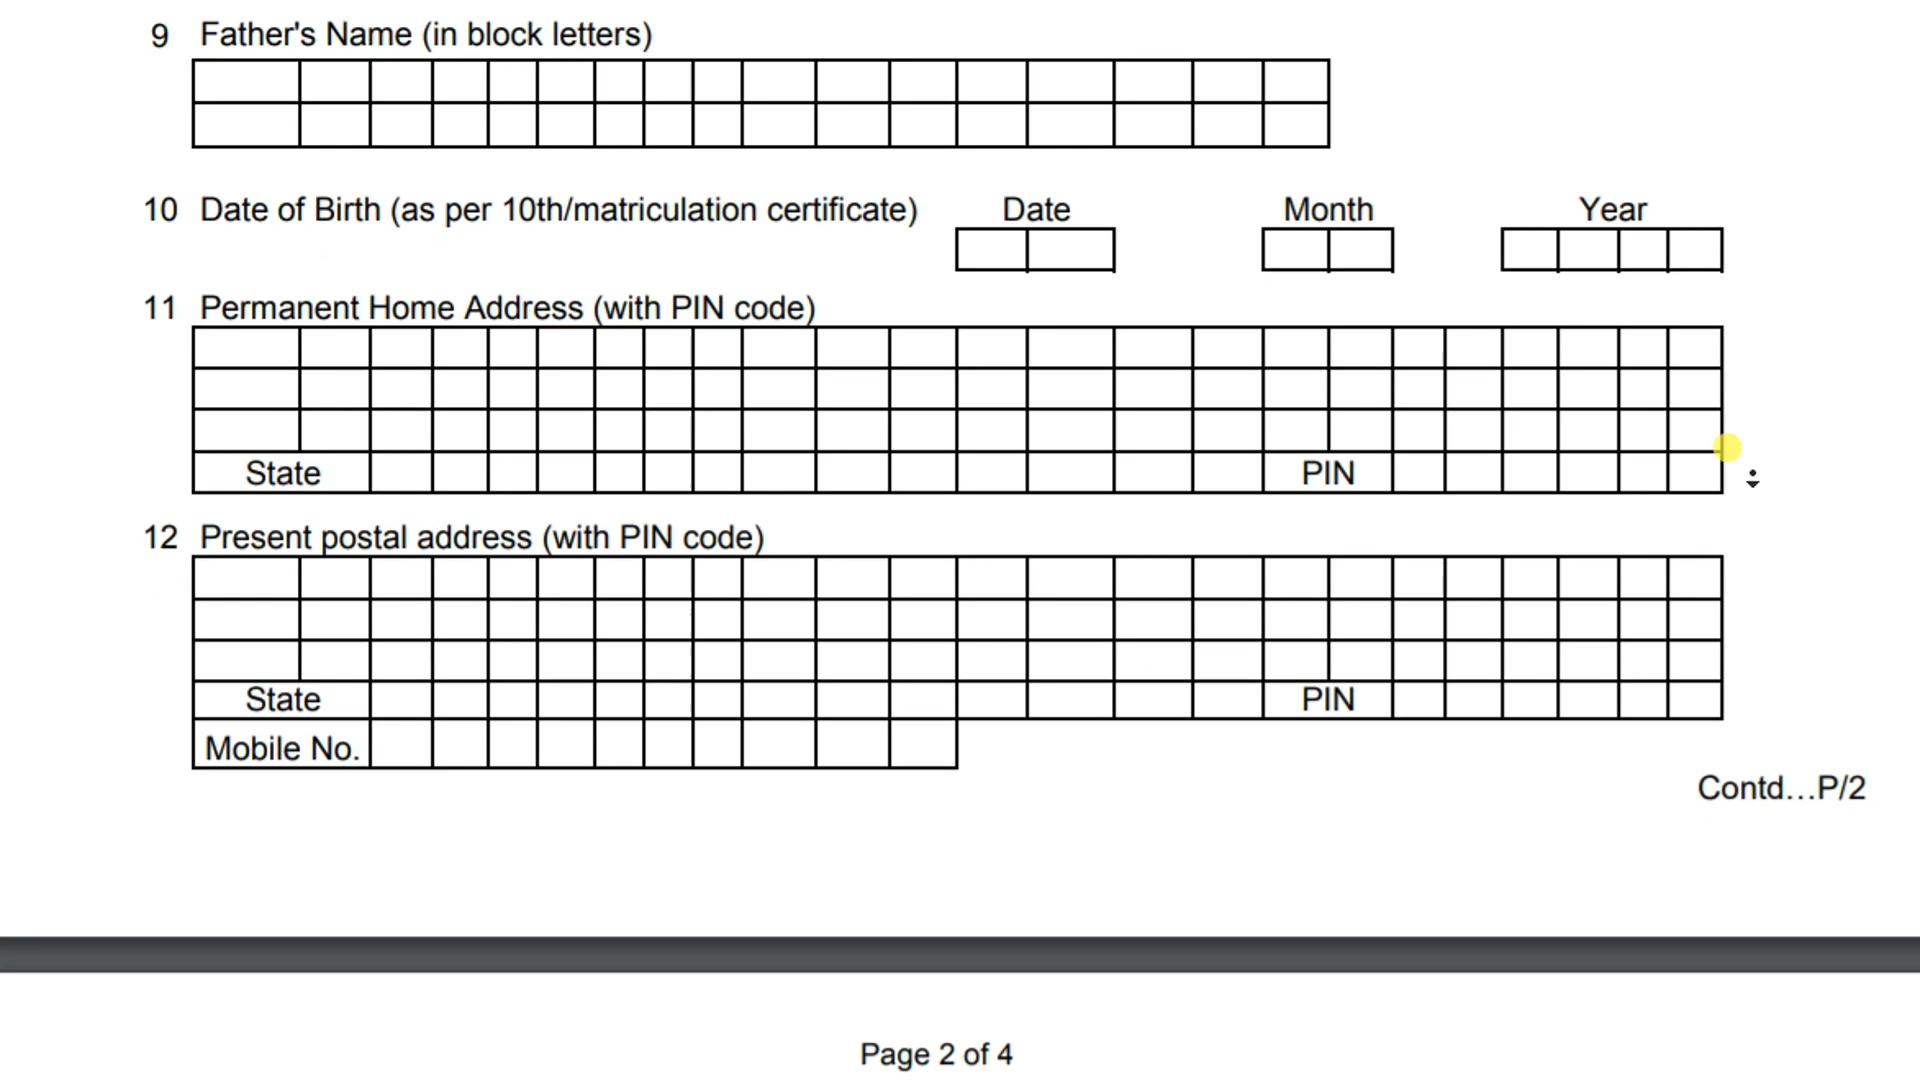 9 Father's Name (in block letters)
10 Date of Birth (as per 10th/matriculation certificate) Date Month Year
11 Permanent Home Address (with PIN code)
State PIN
12 Present postal address (with PIN code)
State PIN
Mobile No.
Contd...P/2
Page 2 of 4